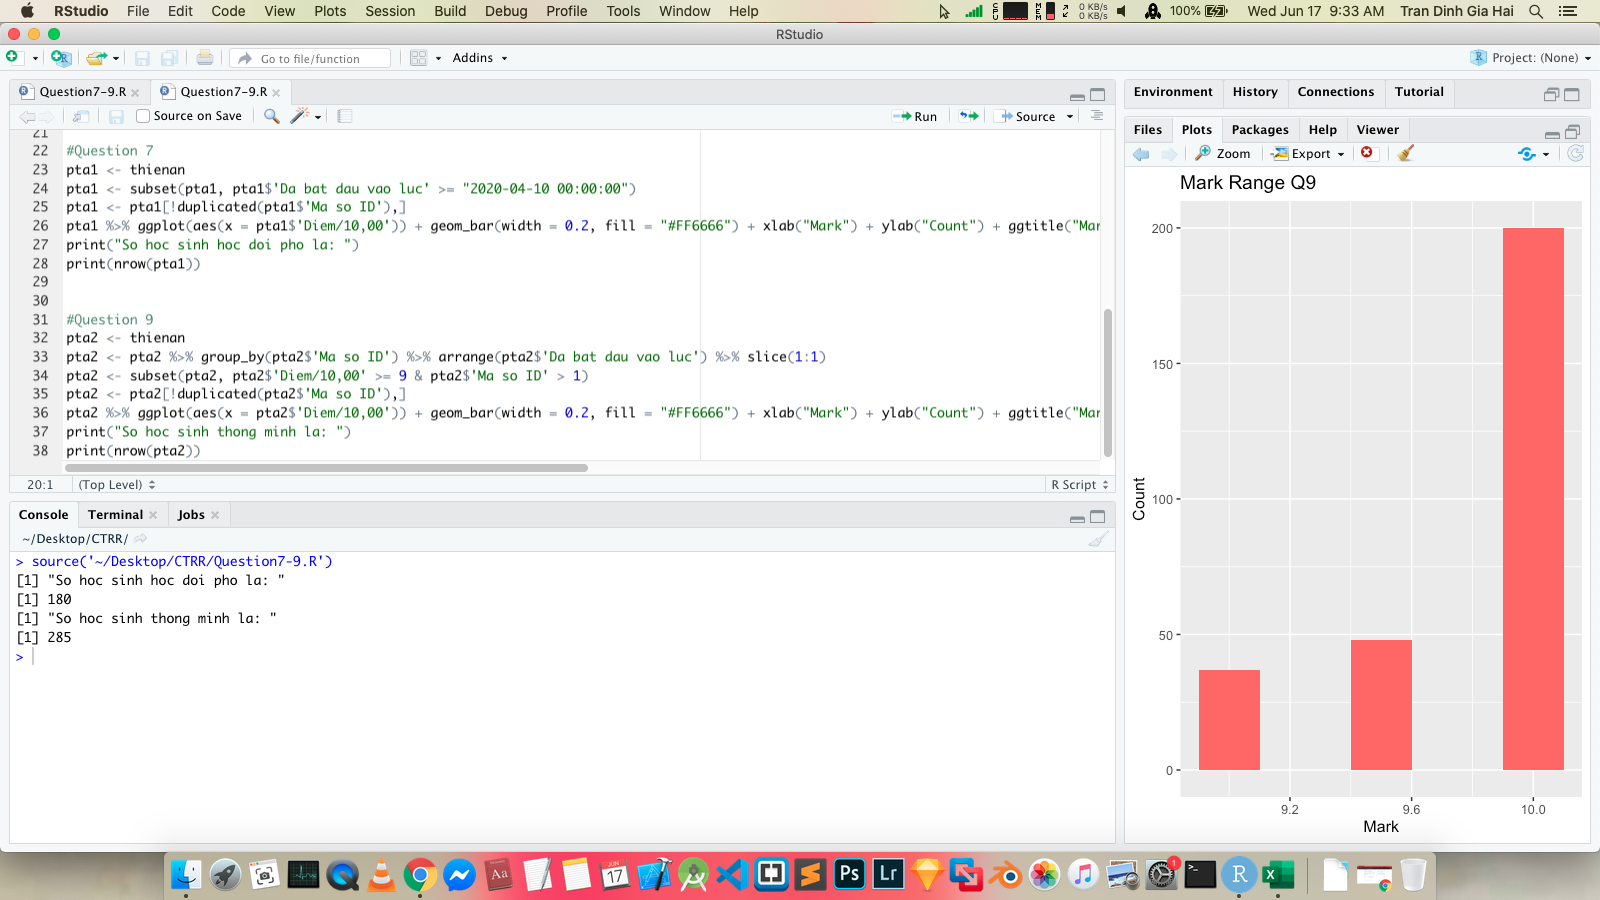 RStudio File Edit Code View Plots Session Build Debug Profile Tools Window Help
CPU MEM 0 KB/s 0 KB/s 100% Wed Jun 17 9:33 AM Tran Dinh Gia Hai
RStudio
Go to file/function Addins Project: (None)
Question7-9.R Question7-9.R
Source on Save Run Source
21
22 #Question 7
23 pta1 <- thienan
24 pta1 <- subset(pta1, pta1$'Da bat dau vao luc' >= "2020-04-10 00:00:00")
25 pta1 <- pta1[!duplicated(pta1$'Ma so ID'),]
26 pta1 %>% ggplot(aes(x = pta1$'Diem/10,00')) + geom_bar(width = 0.2, fill = "#FF6666") + xlab("Mark") + ylab("Count") + ggtitle("Mar
27 print("So hoc sinh hoc doi pho la: ")
28 print(nrow(pta1))
29
30
31 #Question 9
32 pta2 <- thienan
33 pta2 <- pta2 %>% group_by(pta2$'Ma so ID') %>% arrange(pta2$'Da bat dau vao luc') %>% slice(1:1)
34 pta2 <- subset(pta2, pta2$'Diem/10,00' >= 9 & pta2$'Ma so ID' > 1)
35 pta2 <- pta2[!duplicated(pta2$'Ma so ID'),]
36 pta2 %>% ggplot(aes(x = pta2$'Diem/10,00')) + geom_bar(width = 0.2, fill = "#FF6666") + xlab("Mark") + ylab("Count") + ggtitle("Mar
37 print("So hoc sinh thong minh la: ")
38 print(nrow(pta2))
20:1 (Top Level) R Script
Console Terminal Jobs
~/Desktop/CTRR/
> source('~/Desktop/CTRR/Question7-9.R')
[1] "So hoc sinh hoc doi pho la: "
[1] 180
[1] "So hoc sinh thong minh la: "
[1] 285
>
Environment History Connections Tutorial
Files Plots Packages Help Viewer
Zoom Export
Mark Range Q9
200
150
100
50
0
Count
9.2 9.6 10.0
Mark
Aa JUN 17 Ps Lr 1 >_ R X